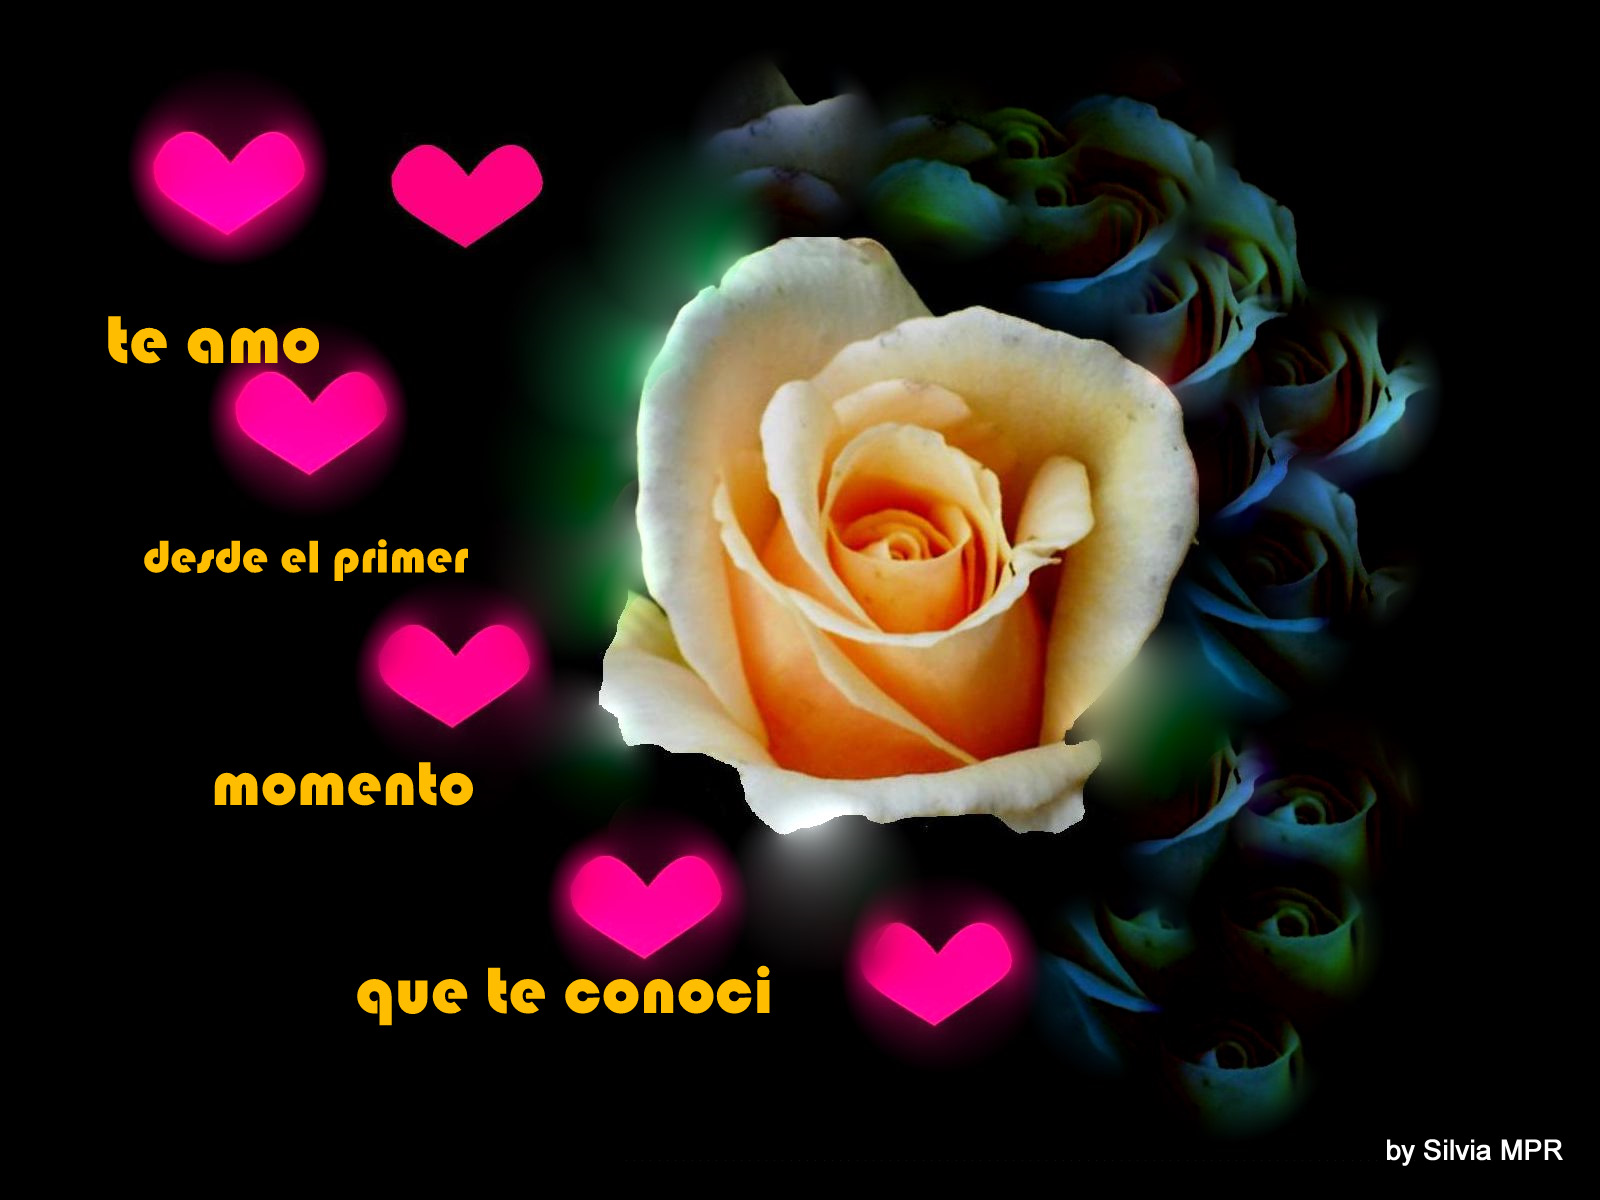 te amo
desde el primer
momento
que te conoci
by Silvia MPR